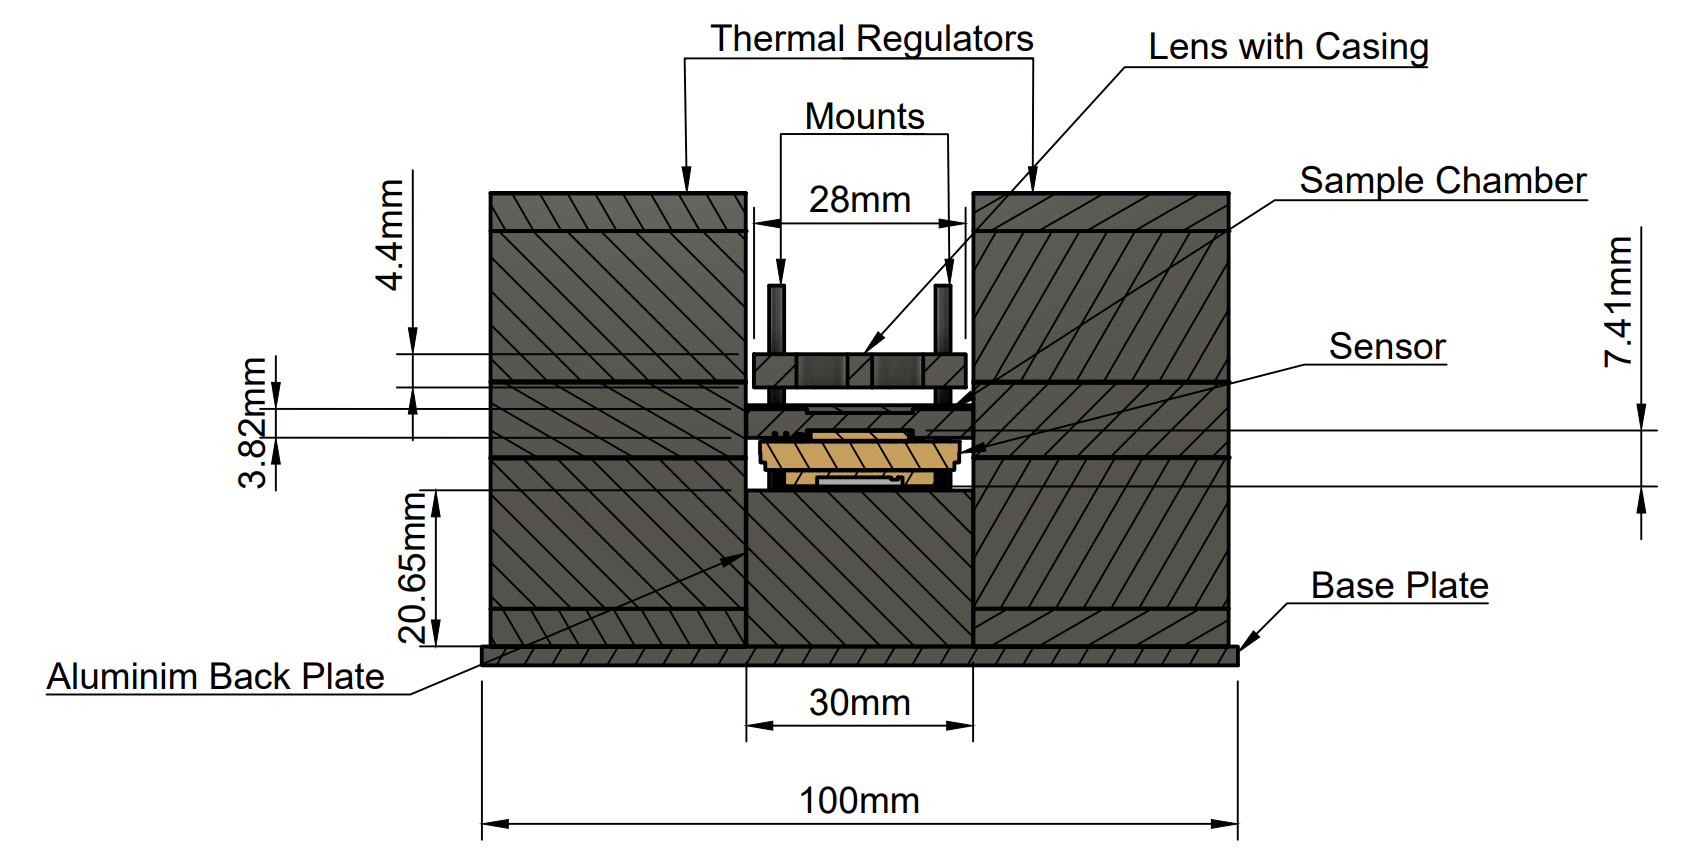 Thermal Regulators
Lens with Casing
Mounts
Sample Chamber
28mm
4.4mm
7.41mm
Sensor
3.82mm
20.65mm
Base Plate
Aluminim Back Plate
30mm
100mm